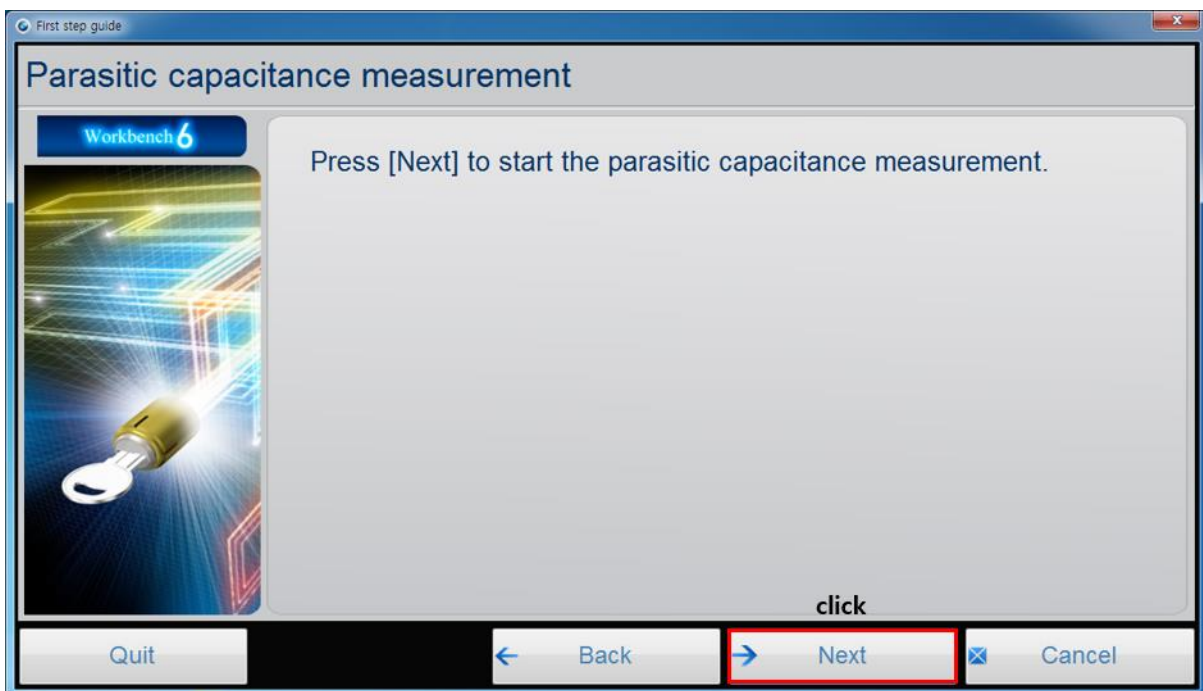 First step guide
Parasitic capacitance measurement
Workbench 6
Press [Next] to start the parasitic capacitance measurement.
click
Quit
Back
Next
Cancel